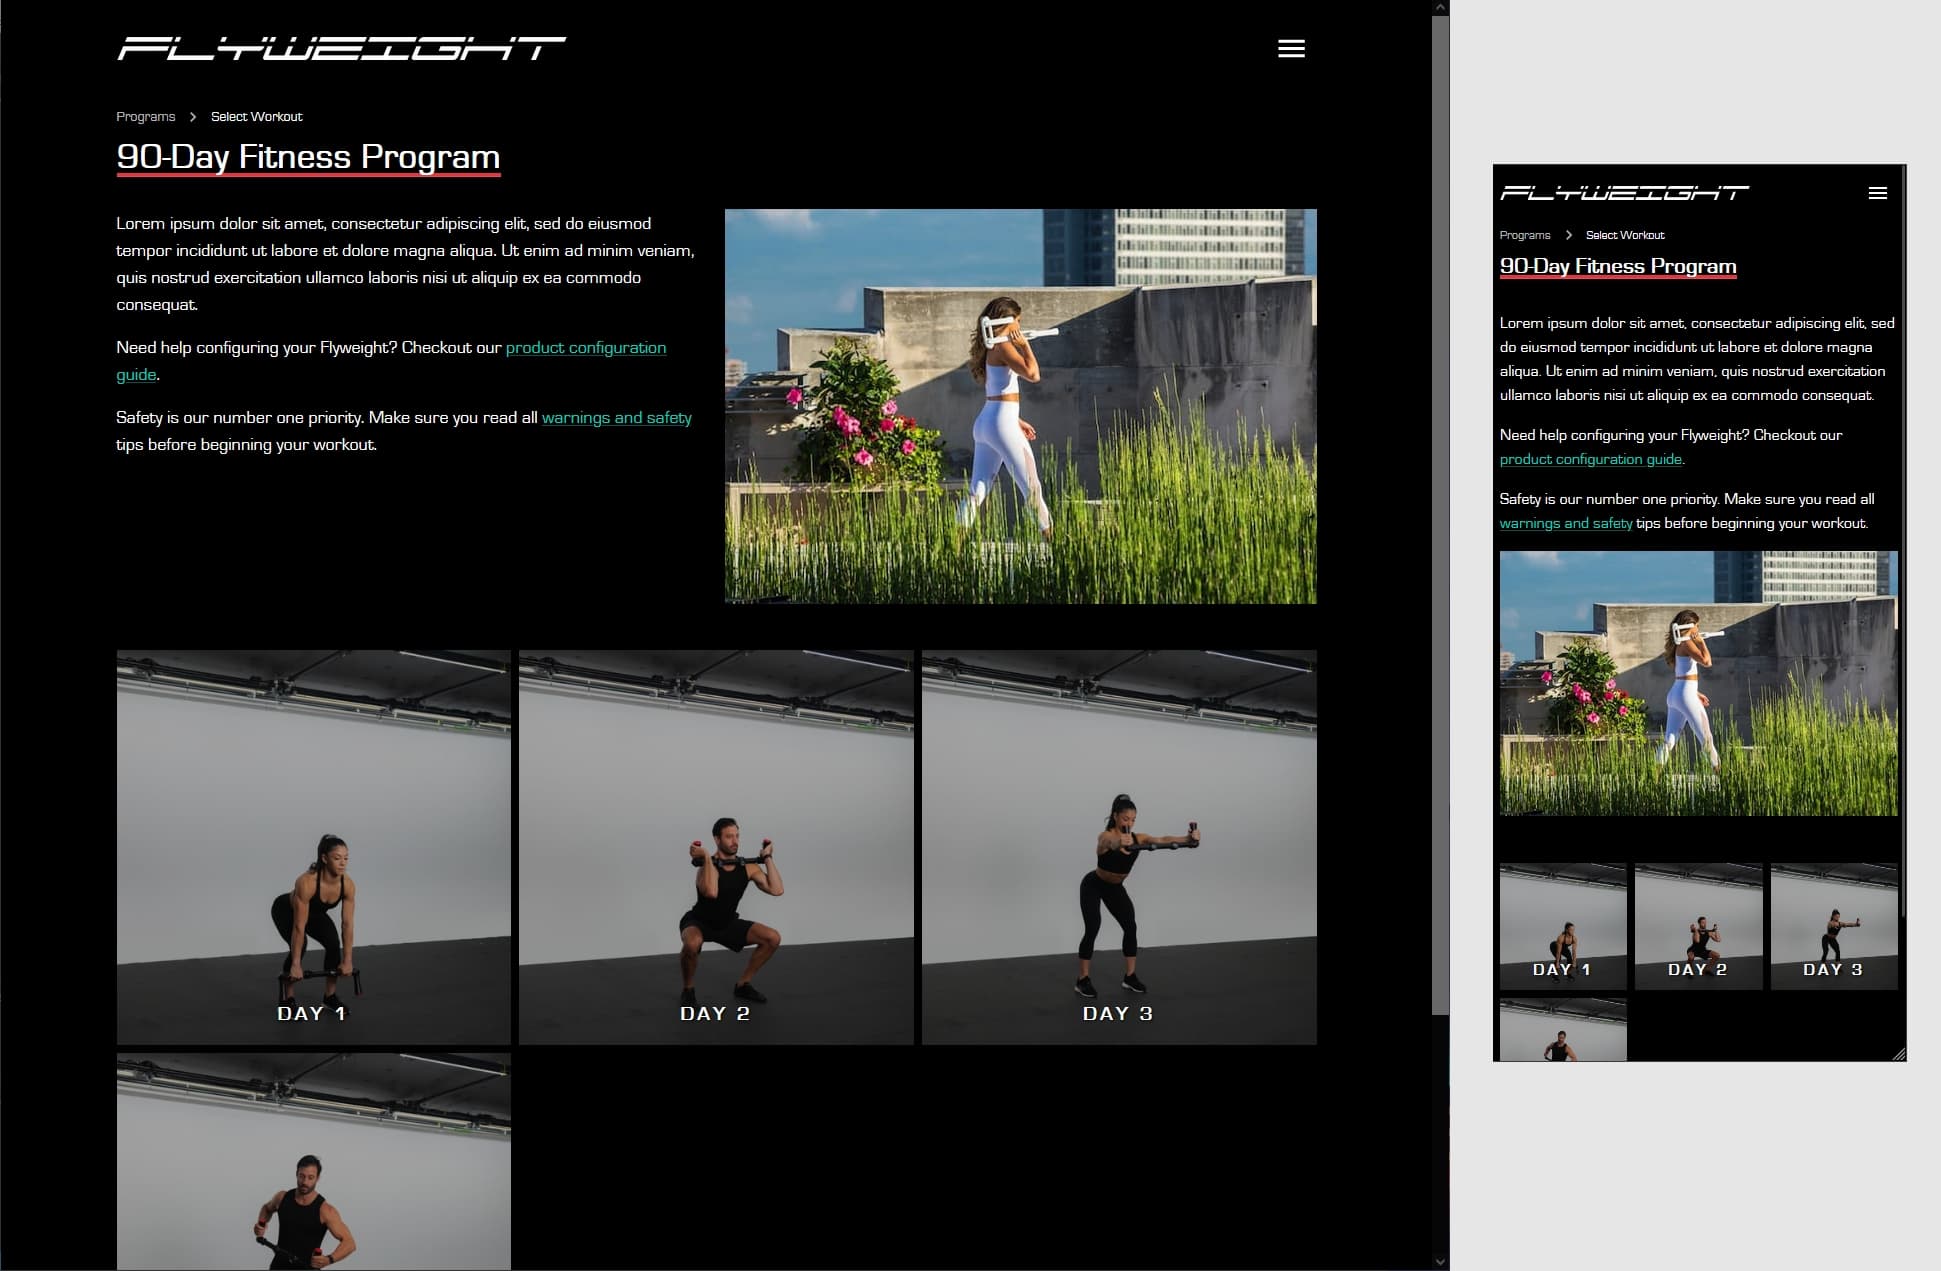 FLYWEIGHT
Programs > Select Workout
90-Day Fitness Program
Lorem ipsum dolor sit amet, consectetur adipiscing elit, sed do eiusmod
tempor incididunt ut labore et dolore magna aliqua. Ut enim ad minim veniam,
quis nostrud exercitation ullamco laboris nisi ut aliquip ex ea commodo
consequat.
Need help configuring your Flyweight? Checkout our product configuration
guide.
Safety is our number one priority. Make sure you read all warnings and safety
tips before beginning your workout.
DAY 1
DAY 2
DAY 3
FLYWEIGHT
Programs > Select Workout
90-Day Fitness Program
Lorem ipsum dolor sit amet, consectetur adipiscing elit, sed
do eiusmod tempor incididunt ut labore et dolore magna
aliqua. Ut enim ad minim veniam, quis nostrud exercitation
ullamco laboris nisi ut aliquip ex ea commodo consequat.
Need help configuring your Flyweight? Checkout our
product configuration guide.
Safety is our number one priority. Make sure you read all
warnings and safety tips before beginning your workout.
DAY 1
DAY 2
DAY 3